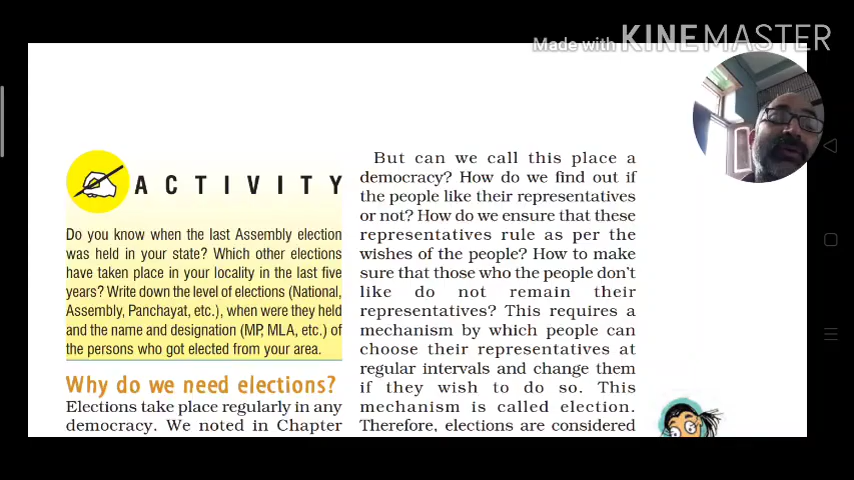 Made with KINEMASTER
ACTIVITY
Do you know when the last Assembly election
was held in your state? Which other elections
have taken place in your locality in the last five
years? Write down the level of elections (National,
Assembly, Panchayat, etc.), when were they held
and the name and designation (MP, MLA, etc.) of
the persons who got elected from your area.
Why do we need elections?
Elections take place regularly in any
democracy. We noted in Chapter
But can we call this place a
democracy? How do we find out if
the people like their representatives
or not? How do we ensure that these
representatives rule as per the
wishes of the people? How to make
sure that those who the people don't
like do not remain their
representatives? This requires a
mechanism by which people can
choose their representatives at
regular intervals and change them
if they wish to do so. This
mechanism is called election.
Therefore, elections are considered